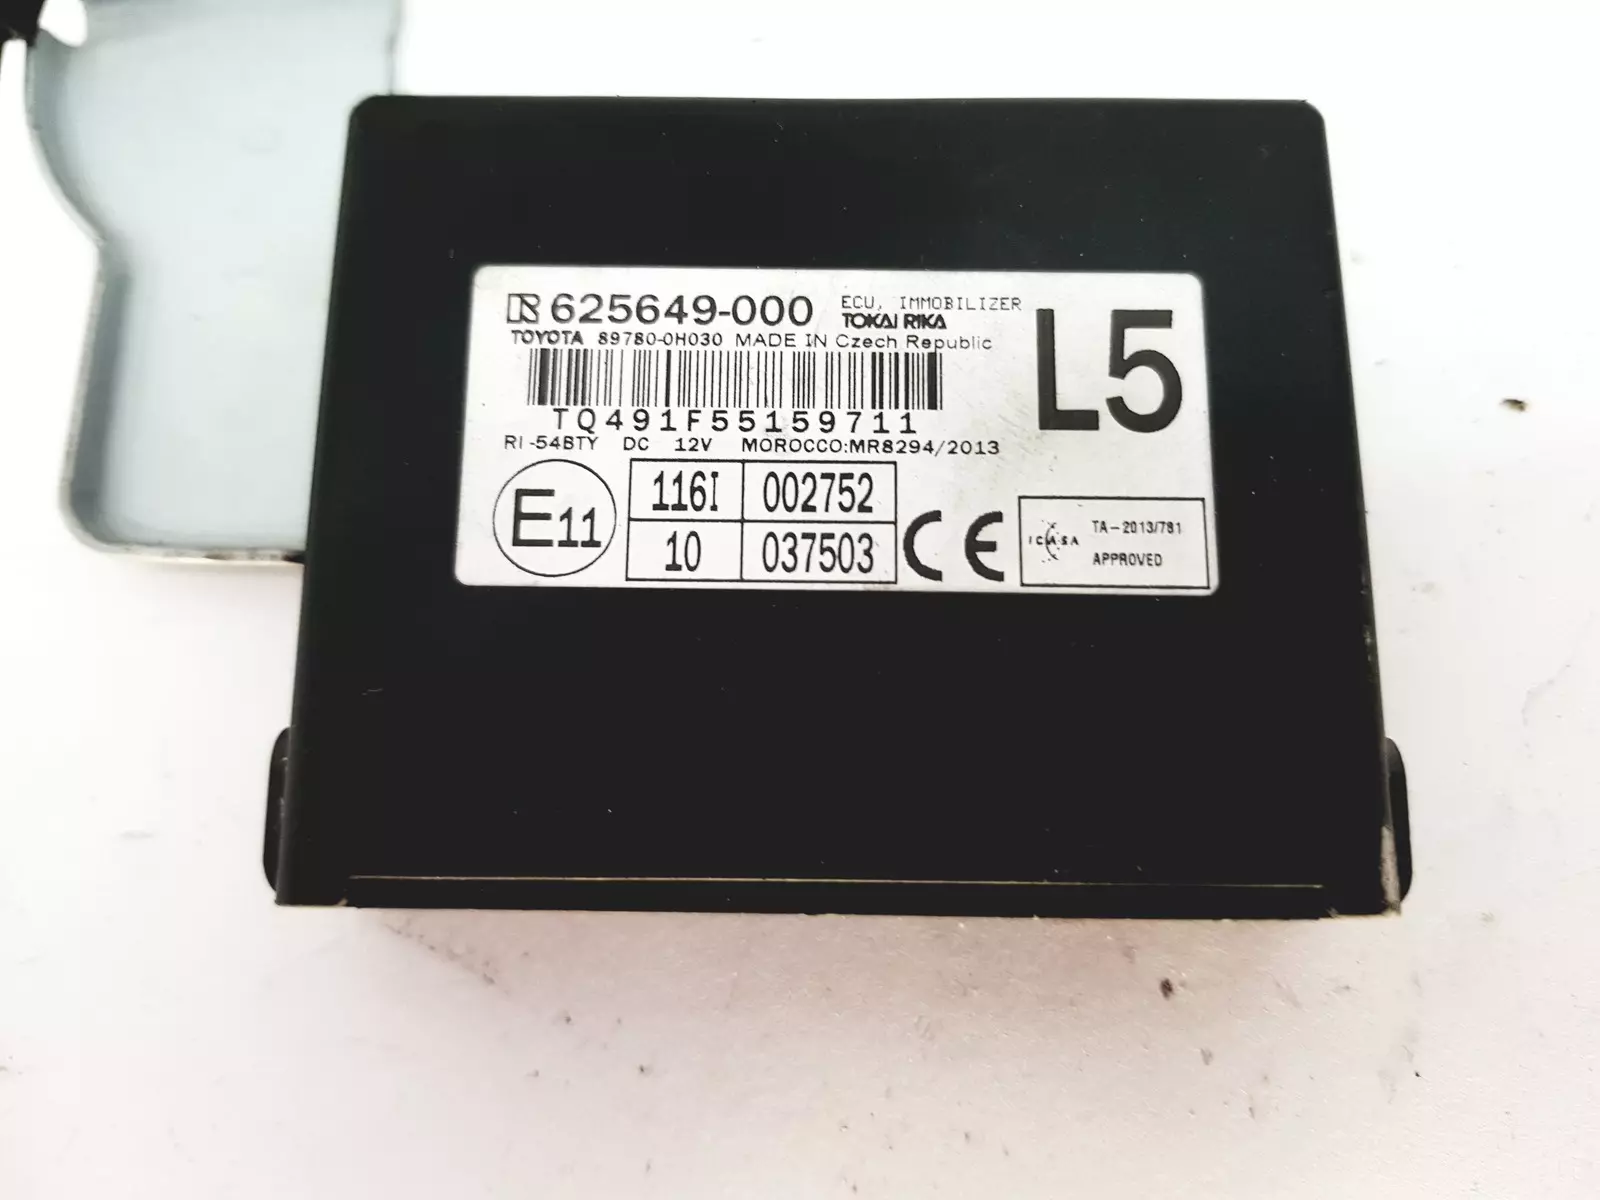 625649-000 ECU, IMMOBILIZER
TOKAI RIKA
TOYOTA 89780-0H030 MADE IN Czech Republic
L5
TQ491F55159711
RI-54BTY DC 12V MOROCCO:MR8294/2013
E11
116I 002752
10 037503
CE
ICASA
TA-2013/781
APPROVED